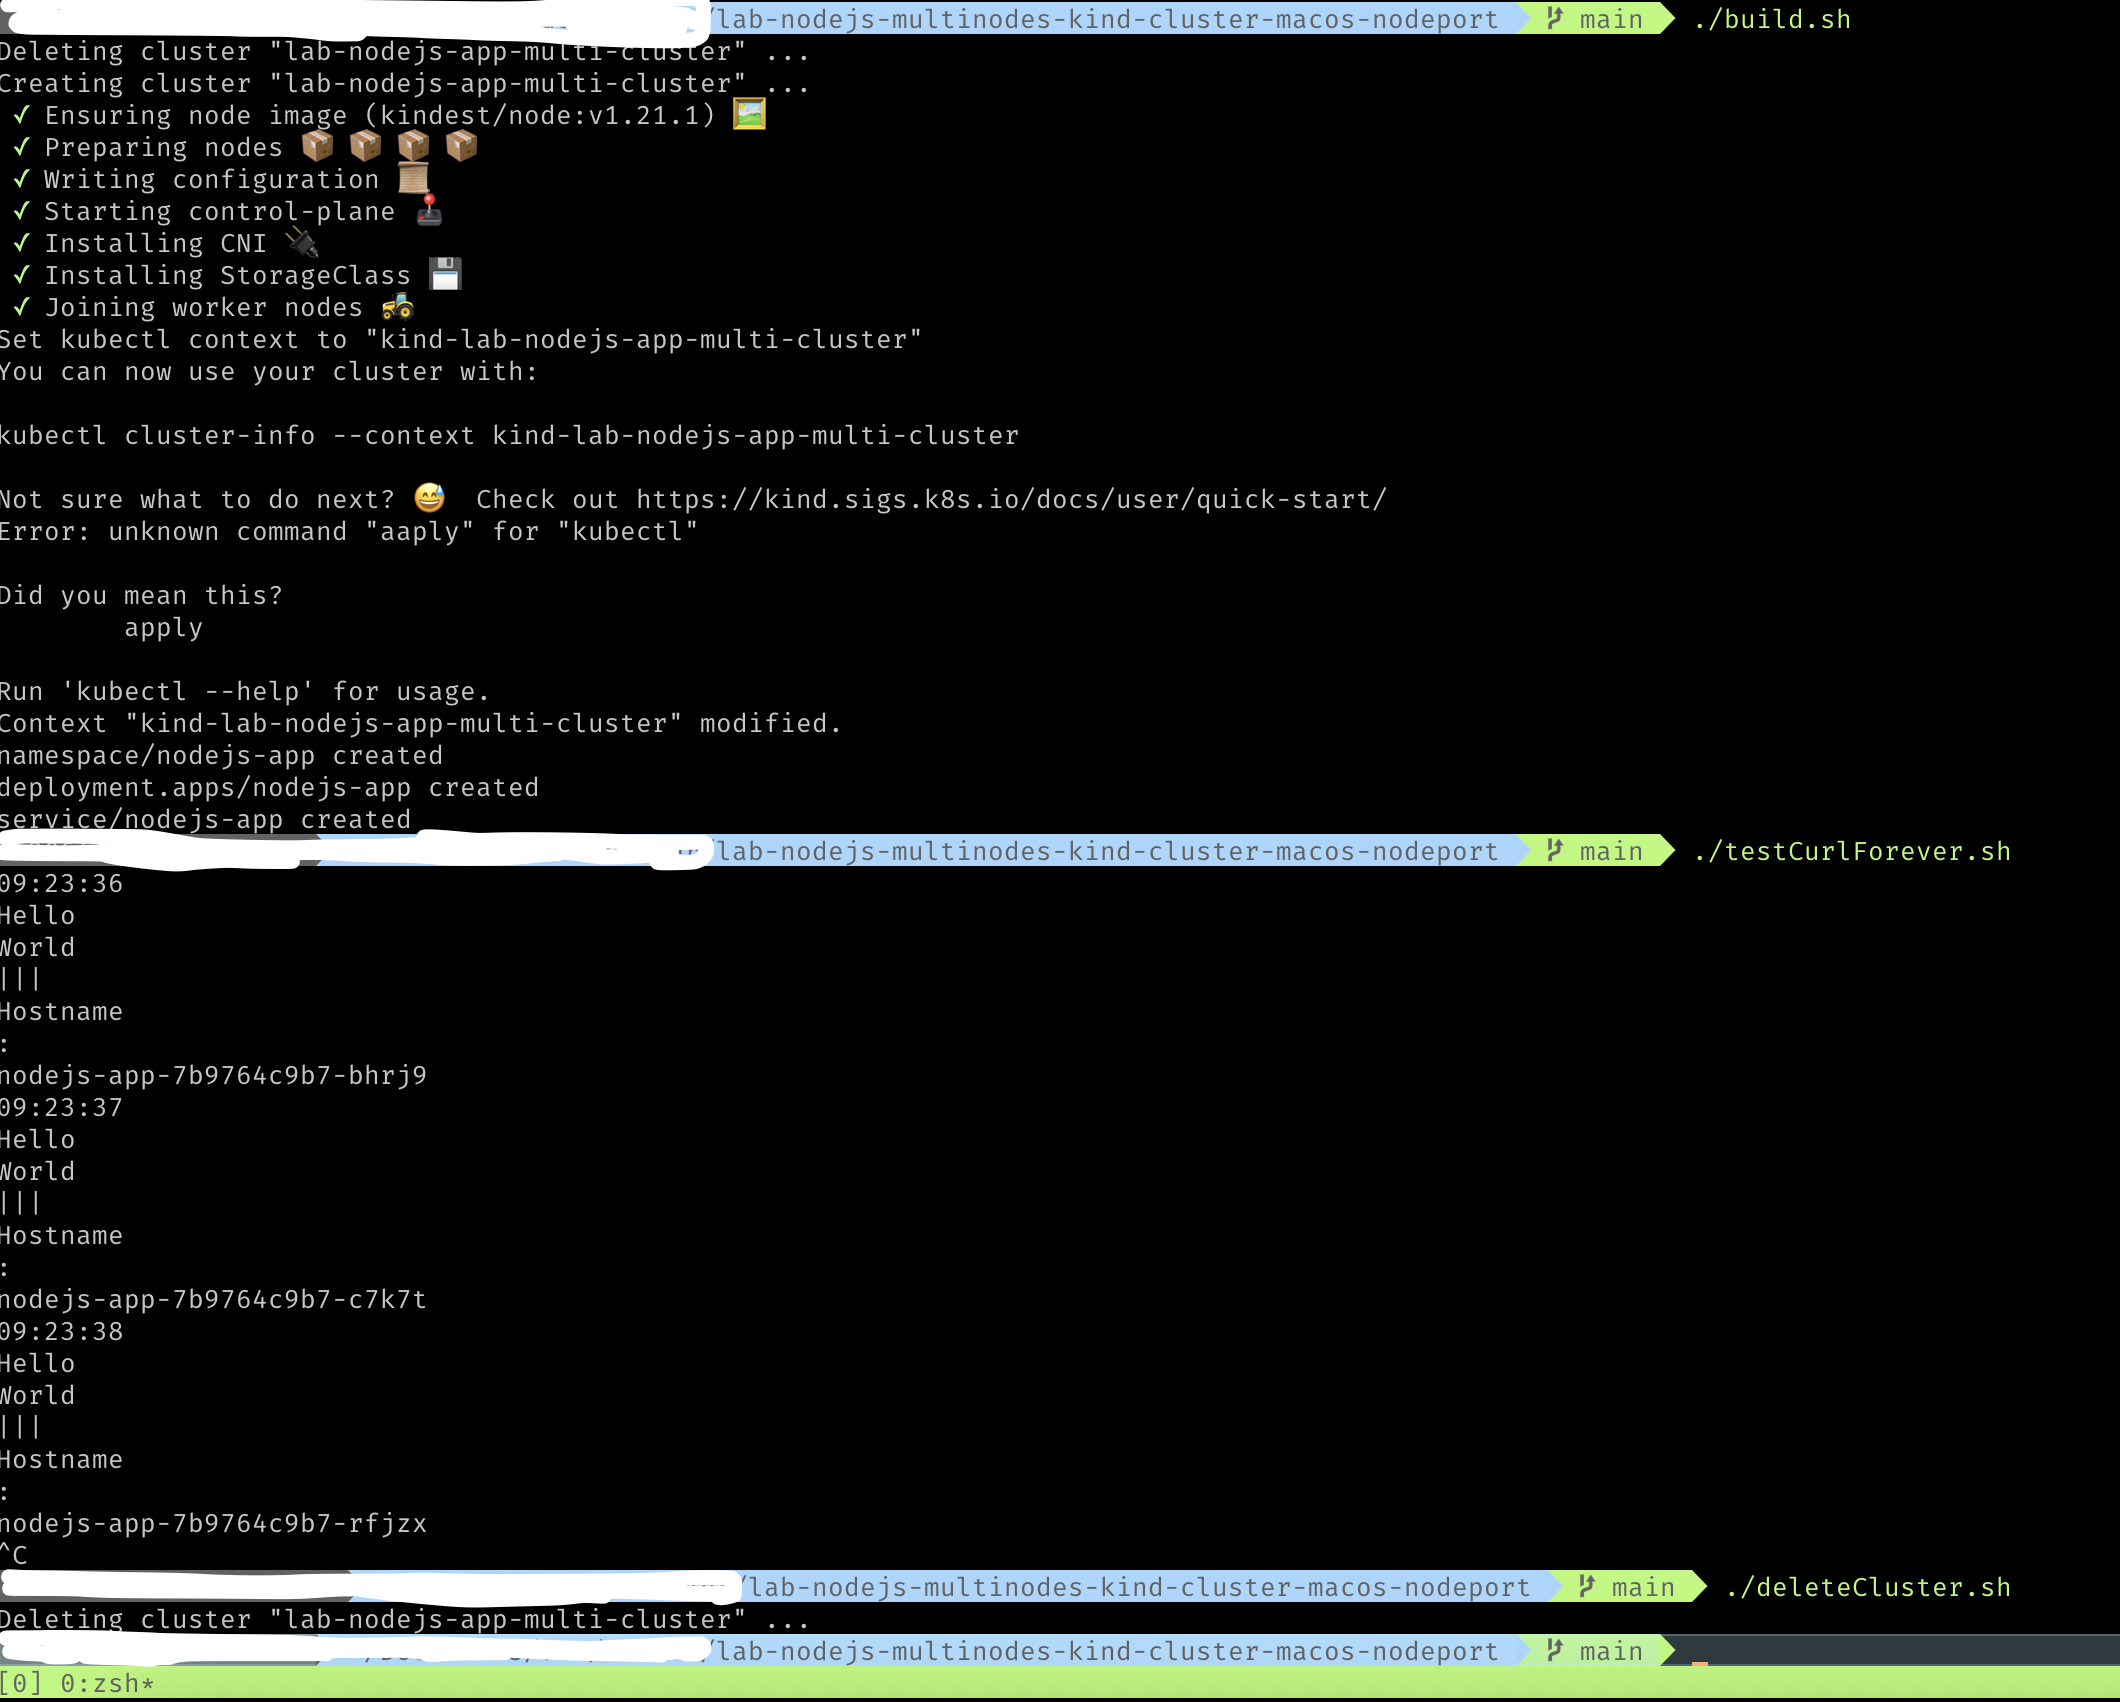 /lab-nodejs-multinodes-kind-cluster-macos-nodeport main ./build.sh
Deleting cluster "lab-nodejs-app-multi-cluster" ...
Creating cluster "lab-nodejs-app-multi-cluster" ...
✓ Ensuring node image (kindest/node:v1.21.1) 🖼
✓ Preparing nodes 📦 📦 📦 📦
✓ Writing configuration 📜
✓ Starting control-plane 🕹️
✓ Installing CNI 🔌
✓ Installing StorageClass 💾
✓ Joining worker nodes 🚜
Set kubectl context to "kind-lab-nodejs-app-multi-cluster"
You can now use your cluster with:
kubectl cluster-info --context kind-lab-nodejs-app-multi-cluster
Not sure what to do next? 😅 Check out https://kind.sigs.k8s.io/docs/user/quick-start/
Error: unknown command "aaply" for "kubectl"
Did you mean this?
apply
Run 'kubectl --help' for usage.
Context "kind-lab-nodejs-app-multi-cluster" modified.
namespace/nodejs-app created
deployment.apps/nodejs-app created
service/nodejs-app created
lab-nodejs-multinodes-kind-cluster-macos-nodeport main ./testCurlForever.sh
09:23:36
Hello
World
|||
Hostname
:
nodejs-app-7b9764c9b7-bhrj9
09:23:37
Hello
World
|||
Hostname
:
nodejs-app-7b9764c9b7-c7k7t
09:23:38
Hello
World
|||
Hostname
:
nodejs-app-7b9764c9b7-rfjzx
^C
/lab-nodejs-multinodes-kind-cluster-macos-nodeport main ./deleteCluster.sh
Deleting cluster "lab-nodejs-app-multi-cluster" ...
/lab-nodejs-multinodes-kind-cluster-macos-nodeport main
[0] 0:zsh*